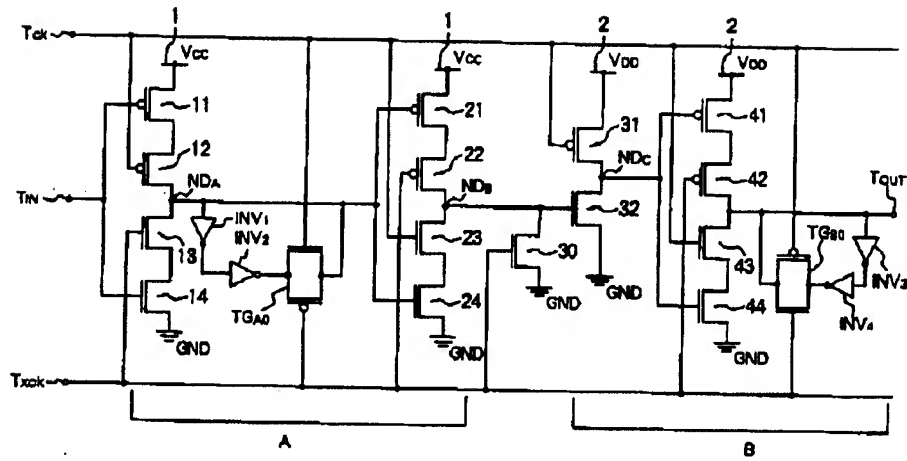 1
1
2
2
Tck
VCC
VCC
VDD
VDD
11
21
31
41
12
22
NDC
42
TOUT
NDA
NDB
TIN
INV1
INV2
13
23
30
32
43
TGB0
INV3
INV4
14
TGA0
24
44
GND
GND
GND
GND
GND
Txck
A
B